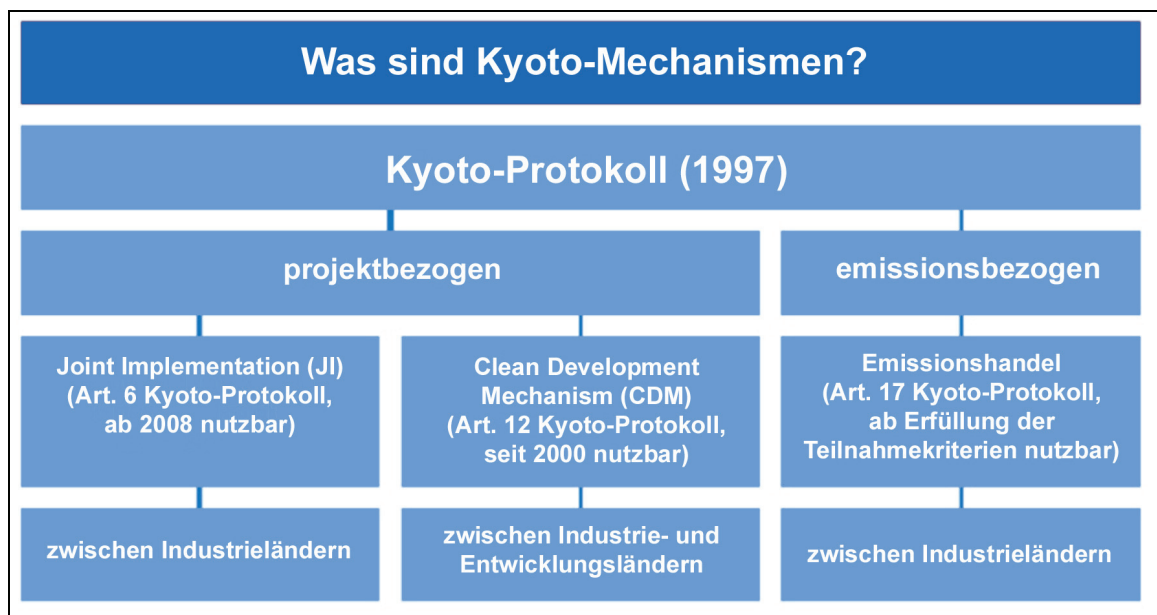 Was sind Kyoto-Mechanismen?
Kyoto-Protokoll (1997)
projektbezogen
emissionsbezogen
Joint Implementation (JI)
(Art. 6 Kyoto-Protokoll,
ab 2008 nutzbar)
Clean Development
Mechanism (CDM)
(Art. 12 Kyoto-Protokoll,
seit 2000 nutzbar)
Emissionshandel
(Art. 17 Kyoto-Protokoll,
ab Erfüllung der
Teilnahmekriterien nutzbar)
zwischen Industrieländern
zwischen Industrie- und
Entwicklungsländern
zwischen Industrieländern